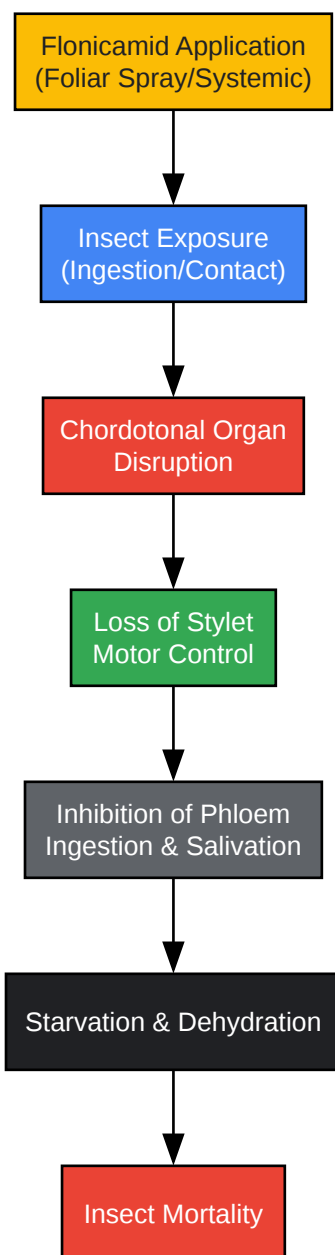 Flonicamid Application
(Foliar Spray/Systemic)
Insect Exposure
(Ingestion/Contact)
Chordotonal Organ
Disruption
Loss of Stylet
Motor Control
Inhibition of Phloem
Ingestion & Salivation
Starvation & Dehydration
Insect Mortality